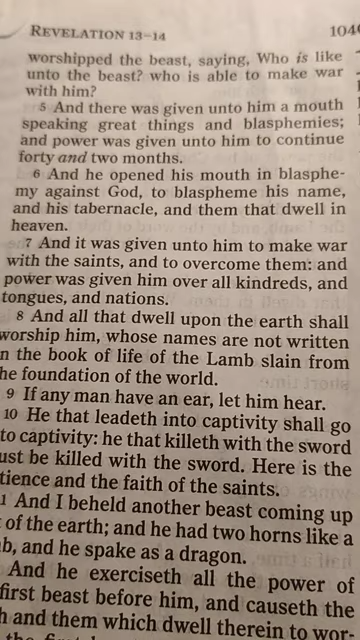 REVELATION 13–14
104
worshipped the beast, saying, Who is like
unto the beast? who is able to make war
with him?
5 And there was given unto him a mouth
speaking great things and blasphemies;
and power was given unto him to continue
forty and two months.
6 And he opened his mouth in blasphe-
my against God, to blaspheme his name,
and his tabernacle, and them that dwell in
heaven.
7 And it was given unto him to make war
with the saints, and to overcome them: and
power was given him over all kindreds, and
tongues, and nations.
8 And all that dwell upon the earth shall
worship him, whose names are not written
n the book of life of the Lamb slain from
he foundation of the world.
9 If any man have an ear, let him hear.
10 He that leadeth into captivity shall go
to captivity: he that killeth with the sword
ust be killed with the sword. Here is the
tience and the faith of the saints.
1 And I beheld another beast coming up
of the earth; and he had two horns like a
b, and he spake as a dragon.
And he exerciseth all the power of
first beast before him, and causeth the
h and them which dwell therein to wor-